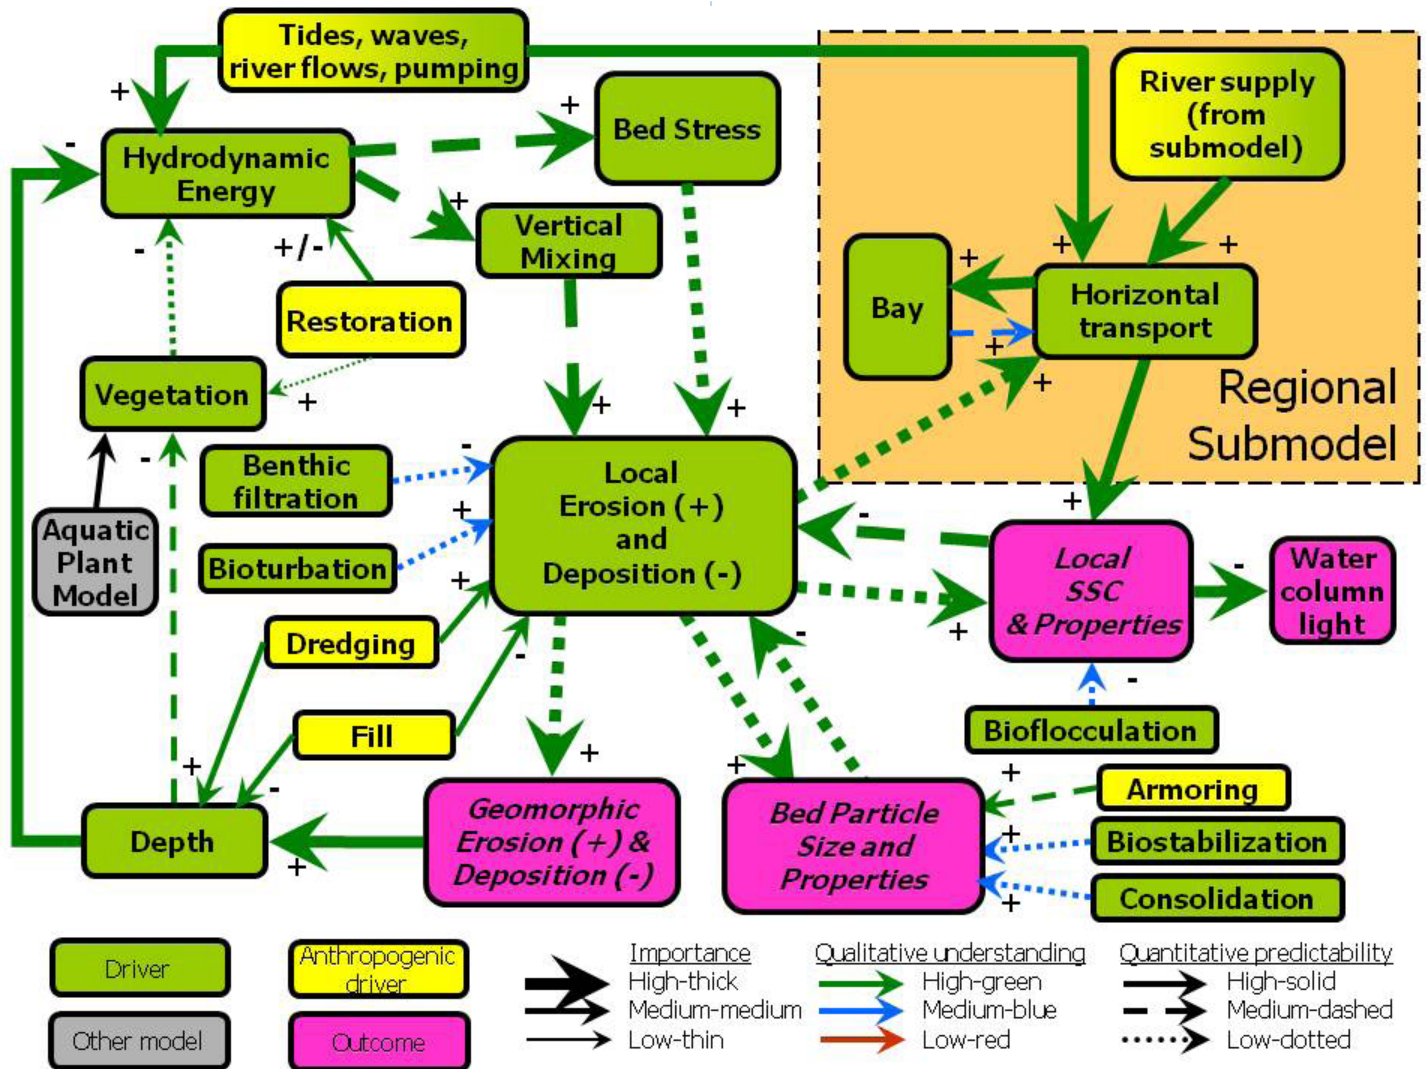 Tides, waves,
river flows, pumping
+
+
-
Hydrodynamic
Energy
Bed Stress
River supply
(from
submodel)
+
Vertical
Mixing
-
+/-
+
+
+
Bay
Horizontal
transport
+
+
Restoration
Vegetation
+
+
+
Regional
Submodel
-
Benthic
filtration
-
+
Local
Erosion (+)
and
Deposition (-)
+
-
Aquatic
Plant
Model
Bioturbation
+
Local
SSC
& Properties
-
Water
column
light
+
Dredging
-
-
-
Fill
Bioflocculation
+
-
+
+
+
Armoring
Depth
+
Geomorphic
Erosion (+) &
Deposition (-)
Bed Particle
Size and
Properties
+
Biostabilization
+
Consolidation
Driver
Anthropogenic
driver
Other model
Outcome
Importance
High-thick
Medium-medium
Low-thin
Qualitative understanding
High-green
Medium-blue
Low-red
Quantitative predictability
High-solid
Medium-dashed
Low-dotted